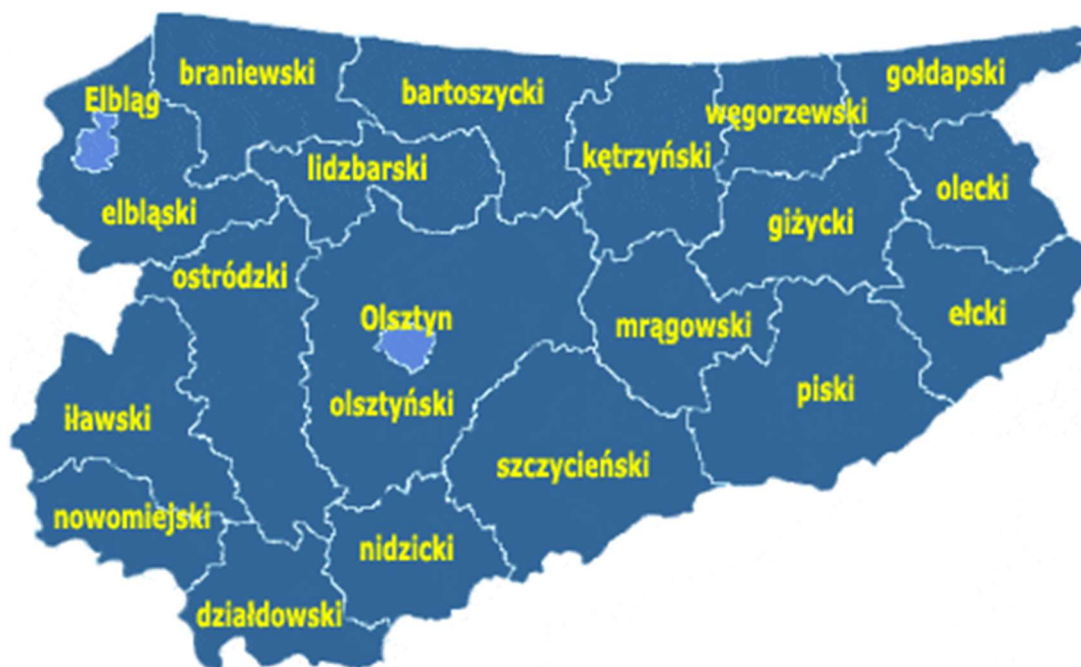 gołdapski
braniewski
bartoszycki
Elbląg
węgorzewski
kętrzyński
lidzbarski
olecki
elbląski
giżycki
ostródzki
ełcki
Olsztyn
mrągowski
piski
olsztyński
iławski
szczycieński
nowomiejski
nidzicki
działdowski